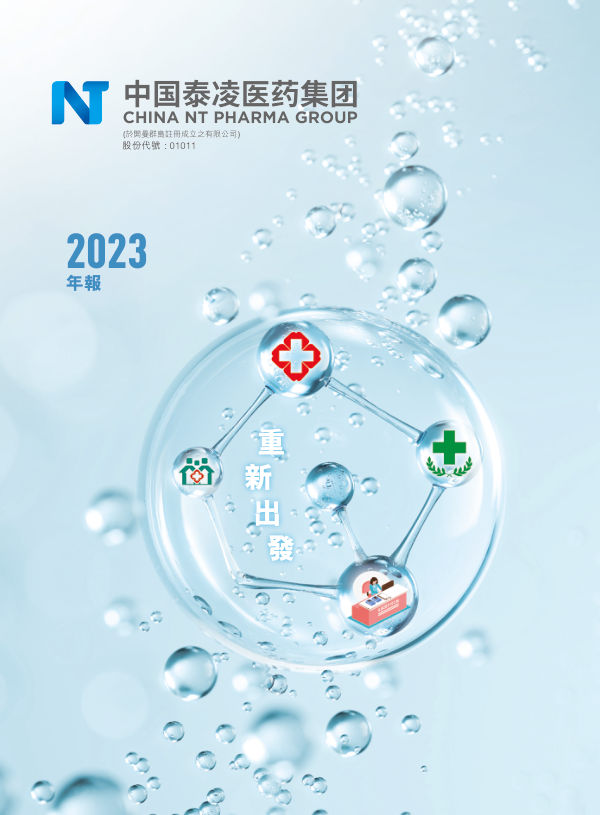 NT
中国泰凌医药集团
CHINA NT PHARMA GROUP
(於開曼群島註冊成立之有限公司)
股份代號 : 01011
2023
年報
重
新
出
發